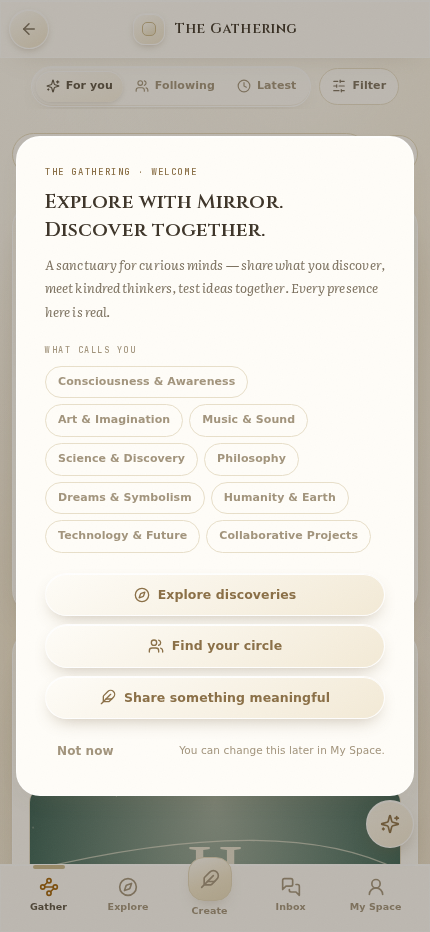 The Gathering
For you
Following
Latest
Filter
THE GATHERING · WELCOME
Explore with Mirror.
Discover together.
A sanctuary for curious minds — share what you discover,
meet kindred thinkers, test ideas together. Every presence
here is real.
WHAT CALLS YOU
Consciousness & Awareness
Art & Imagination
Music & Sound
Science & Discovery
Philosophy
Dreams & Symbolism
Humanity & Earth
Technology & Future
Collaborative Projects
Explore discoveries
Find your circle
Share something meaningful
Not now
You can change this later in My Space.
Gather
Explore
Create
Inbox
My Space